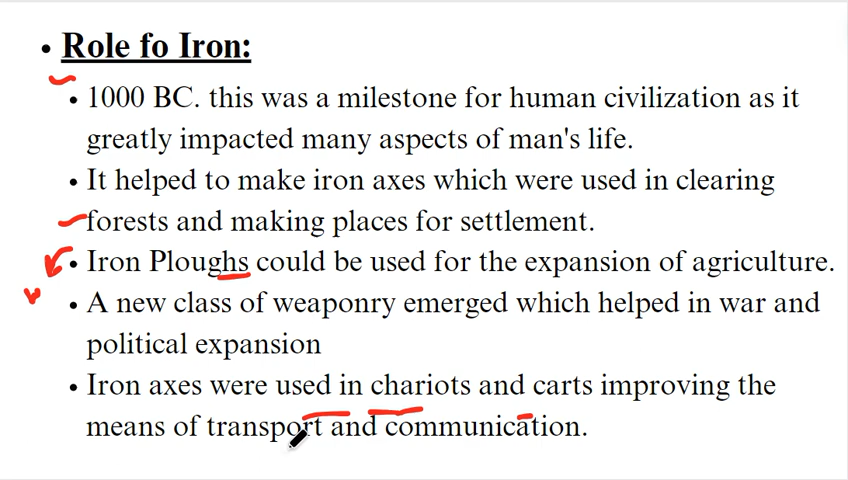 • Role fo Iron:
• 1000 BC. this was a milestone for human civilization as it
greatly impacted many aspects of man's life.
• It helped to make iron axes which were used in clearing
forests and making places for settlement.
• Iron Ploughs could be used for the expansion of agriculture.
• A new class of weaponry emerged which helped in war and
political expansion
• Iron axes were used in chariots and carts improving the
means of transport and communication.